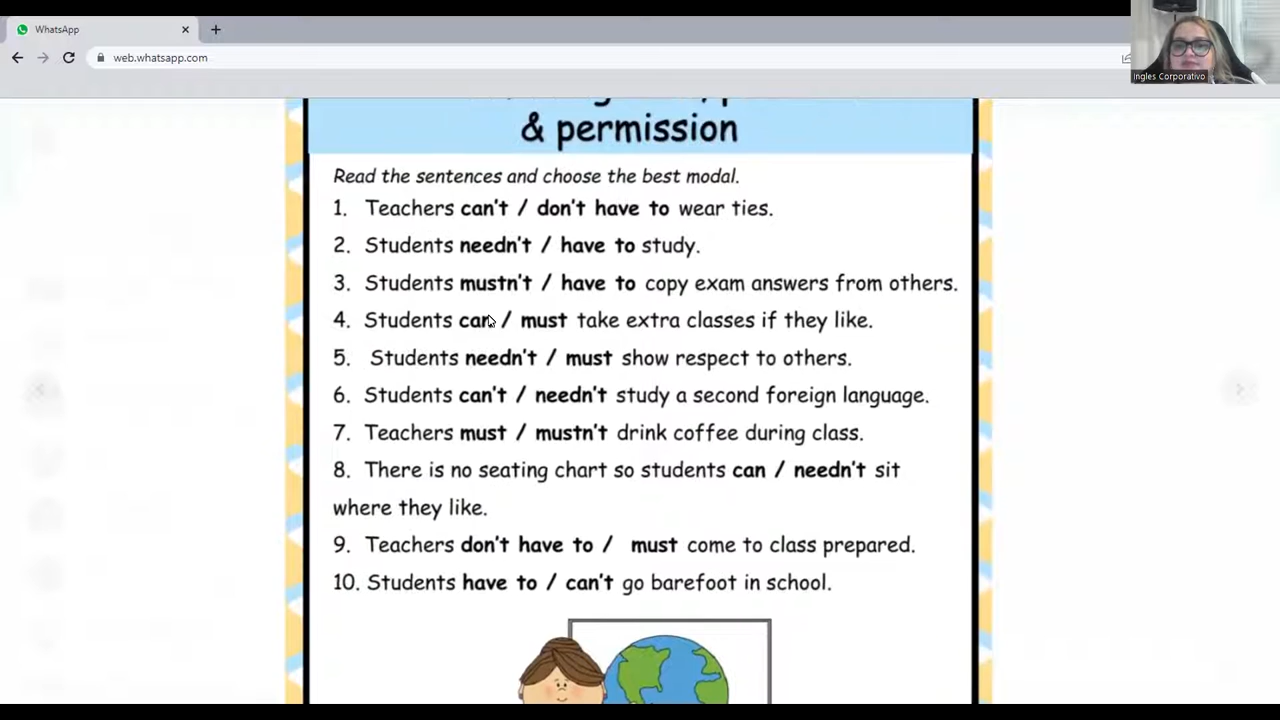 WhatsApp
web.whatsapp.com
Ingles Corporativo
& permission
Read the sentences and choose the best modal.
1. Teachers can't / don't have to wear ties.
2. Students needn't / have to study.
3. Students mustn't / have to copy exam answers from others.
4. Students can / must take extra classes if they like.
5. Students needn't / must show respect to others.
6. Students can't / needn't study a second foreign language.
7. Teachers must / mustn't drink coffee during class.
8. There is no seating chart so students can / needn't sit
where they like.
9. Teachers don't have to / must come to class prepared.
10. Students have to / can't go barefoot in school.